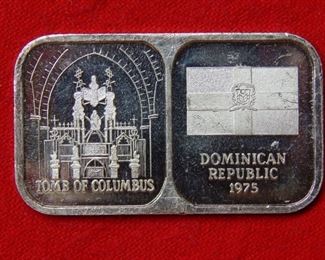 TOMB OF COLUMBUS
DOMINICAN
REPUBLIC
1975